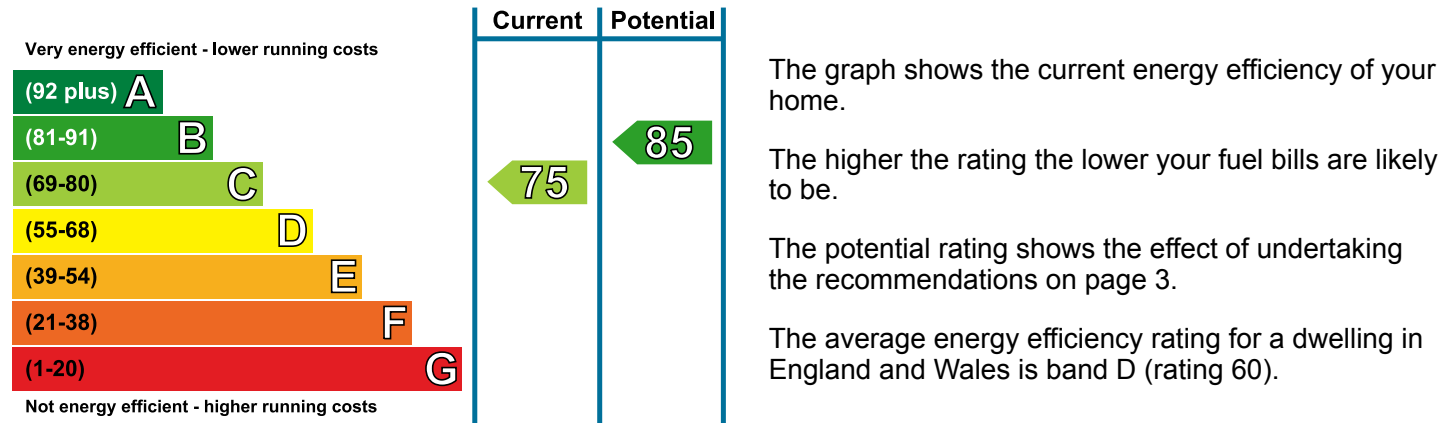 Current Potential
Very energy efficient - lower running costs
(92 plus) A
(81-91) B
(69-80) C
(55-68) D
(39-54) E
(21-38) F
(1-20) G
Not energy efficient - higher running costs
75
85
The graph shows the current energy efficiency of your
home.
The higher the rating the lower your fuel bills are likely
to be.
The potential rating shows the effect of undertaking
the recommendations on page 3.
The average energy efficiency rating for a dwelling in
England and Wales is band D (rating 60).